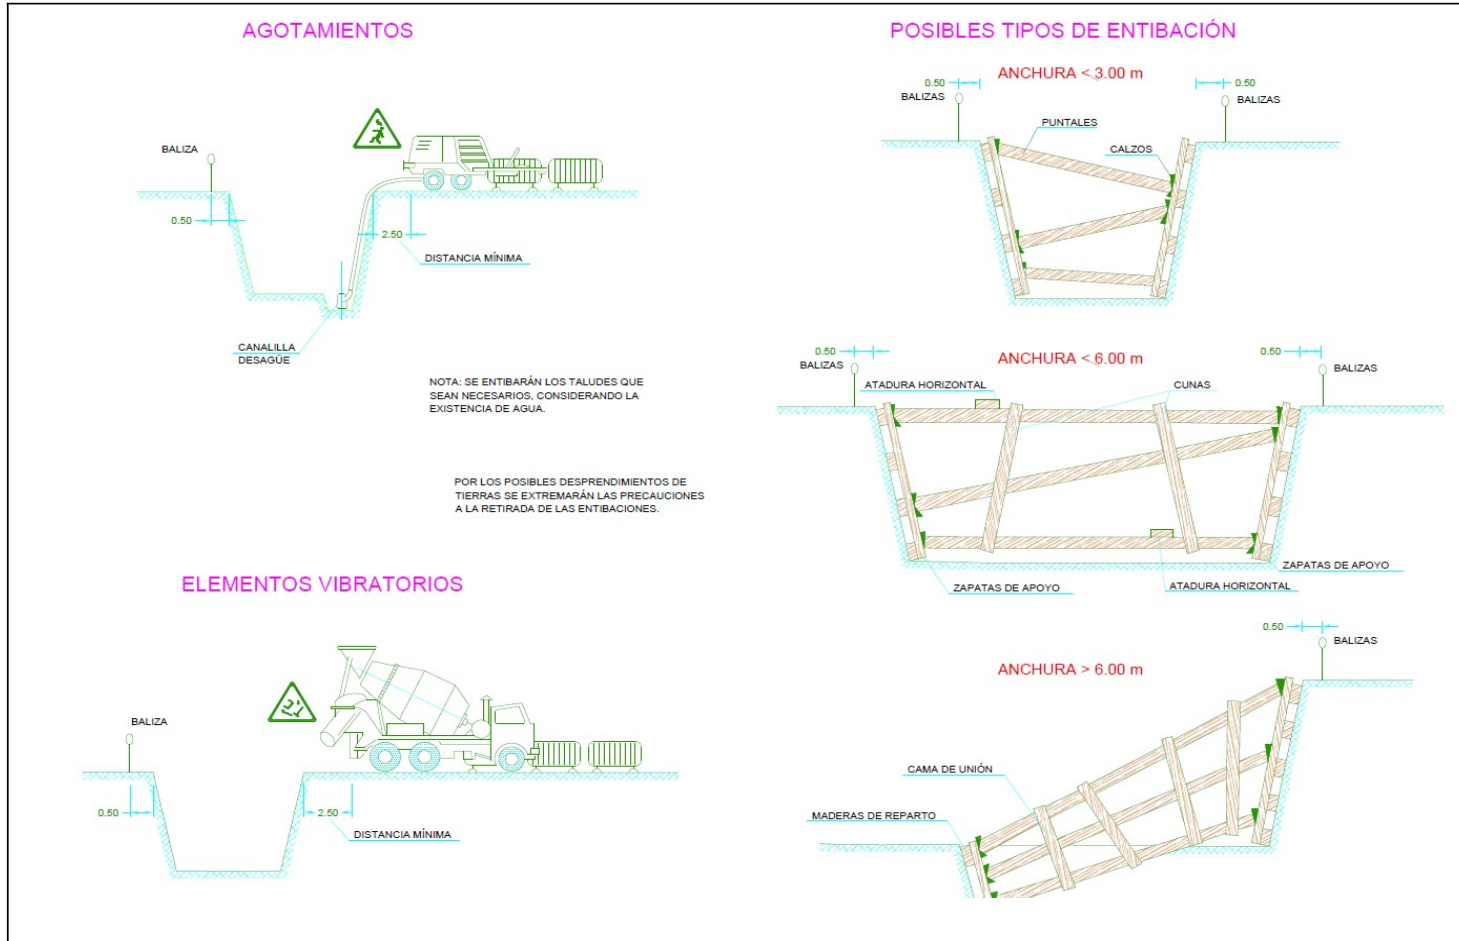 AGOTAMIENTOS
BALIZA
0.50
2.50
DISTANCIA MÍNIMA
CANALILLA
DESAGÜE
NOTA: SE ENTIBARÁN LOS TALUDES QUE
SEAN NECESARIOS, CONSIDERANDO LA
EXISTENCIA DE AGUA.
POR LOS POSIBLES DESPRENDIMIENTOS DE
TIERRAS SE EXTREMARÁN LAS PRECAUCIONES
A LA RETIRADA DE LAS ENTIBACIONES.
ELEMENTOS VIBRATORIOS
BALIZA
0.50
2.50
DISTANCIA MÍNIMA
POSIBLES TIPOS DE ENTIBACIÓN
ANCHURA < 3.00 m
0.50
0.50
BALIZAS
BALIZAS
PUNTALES
CALZOS
ANCHURA < 6.00 m
0.50
0.50
BALIZAS
BALIZAS
ATADURA HORIZONTAL
CUNAS
ZAPATAS DE APOYO
ZAPATAS DE APOYO
ATADURA HORIZONTAL
0.50
BALIZAS
ANCHURA > 6.00 m
CAMA DE UNIÓN
MADERAS DE REPARTO